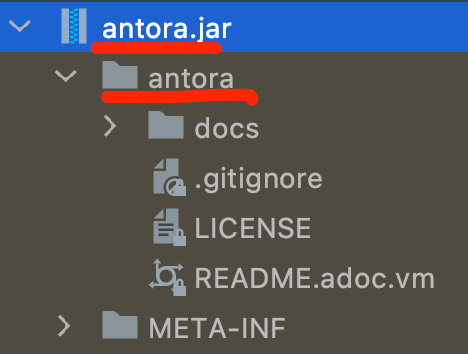 antora.jar
antora
docs
.gitignore
LICENSE
README.adoc.vm
META-INF